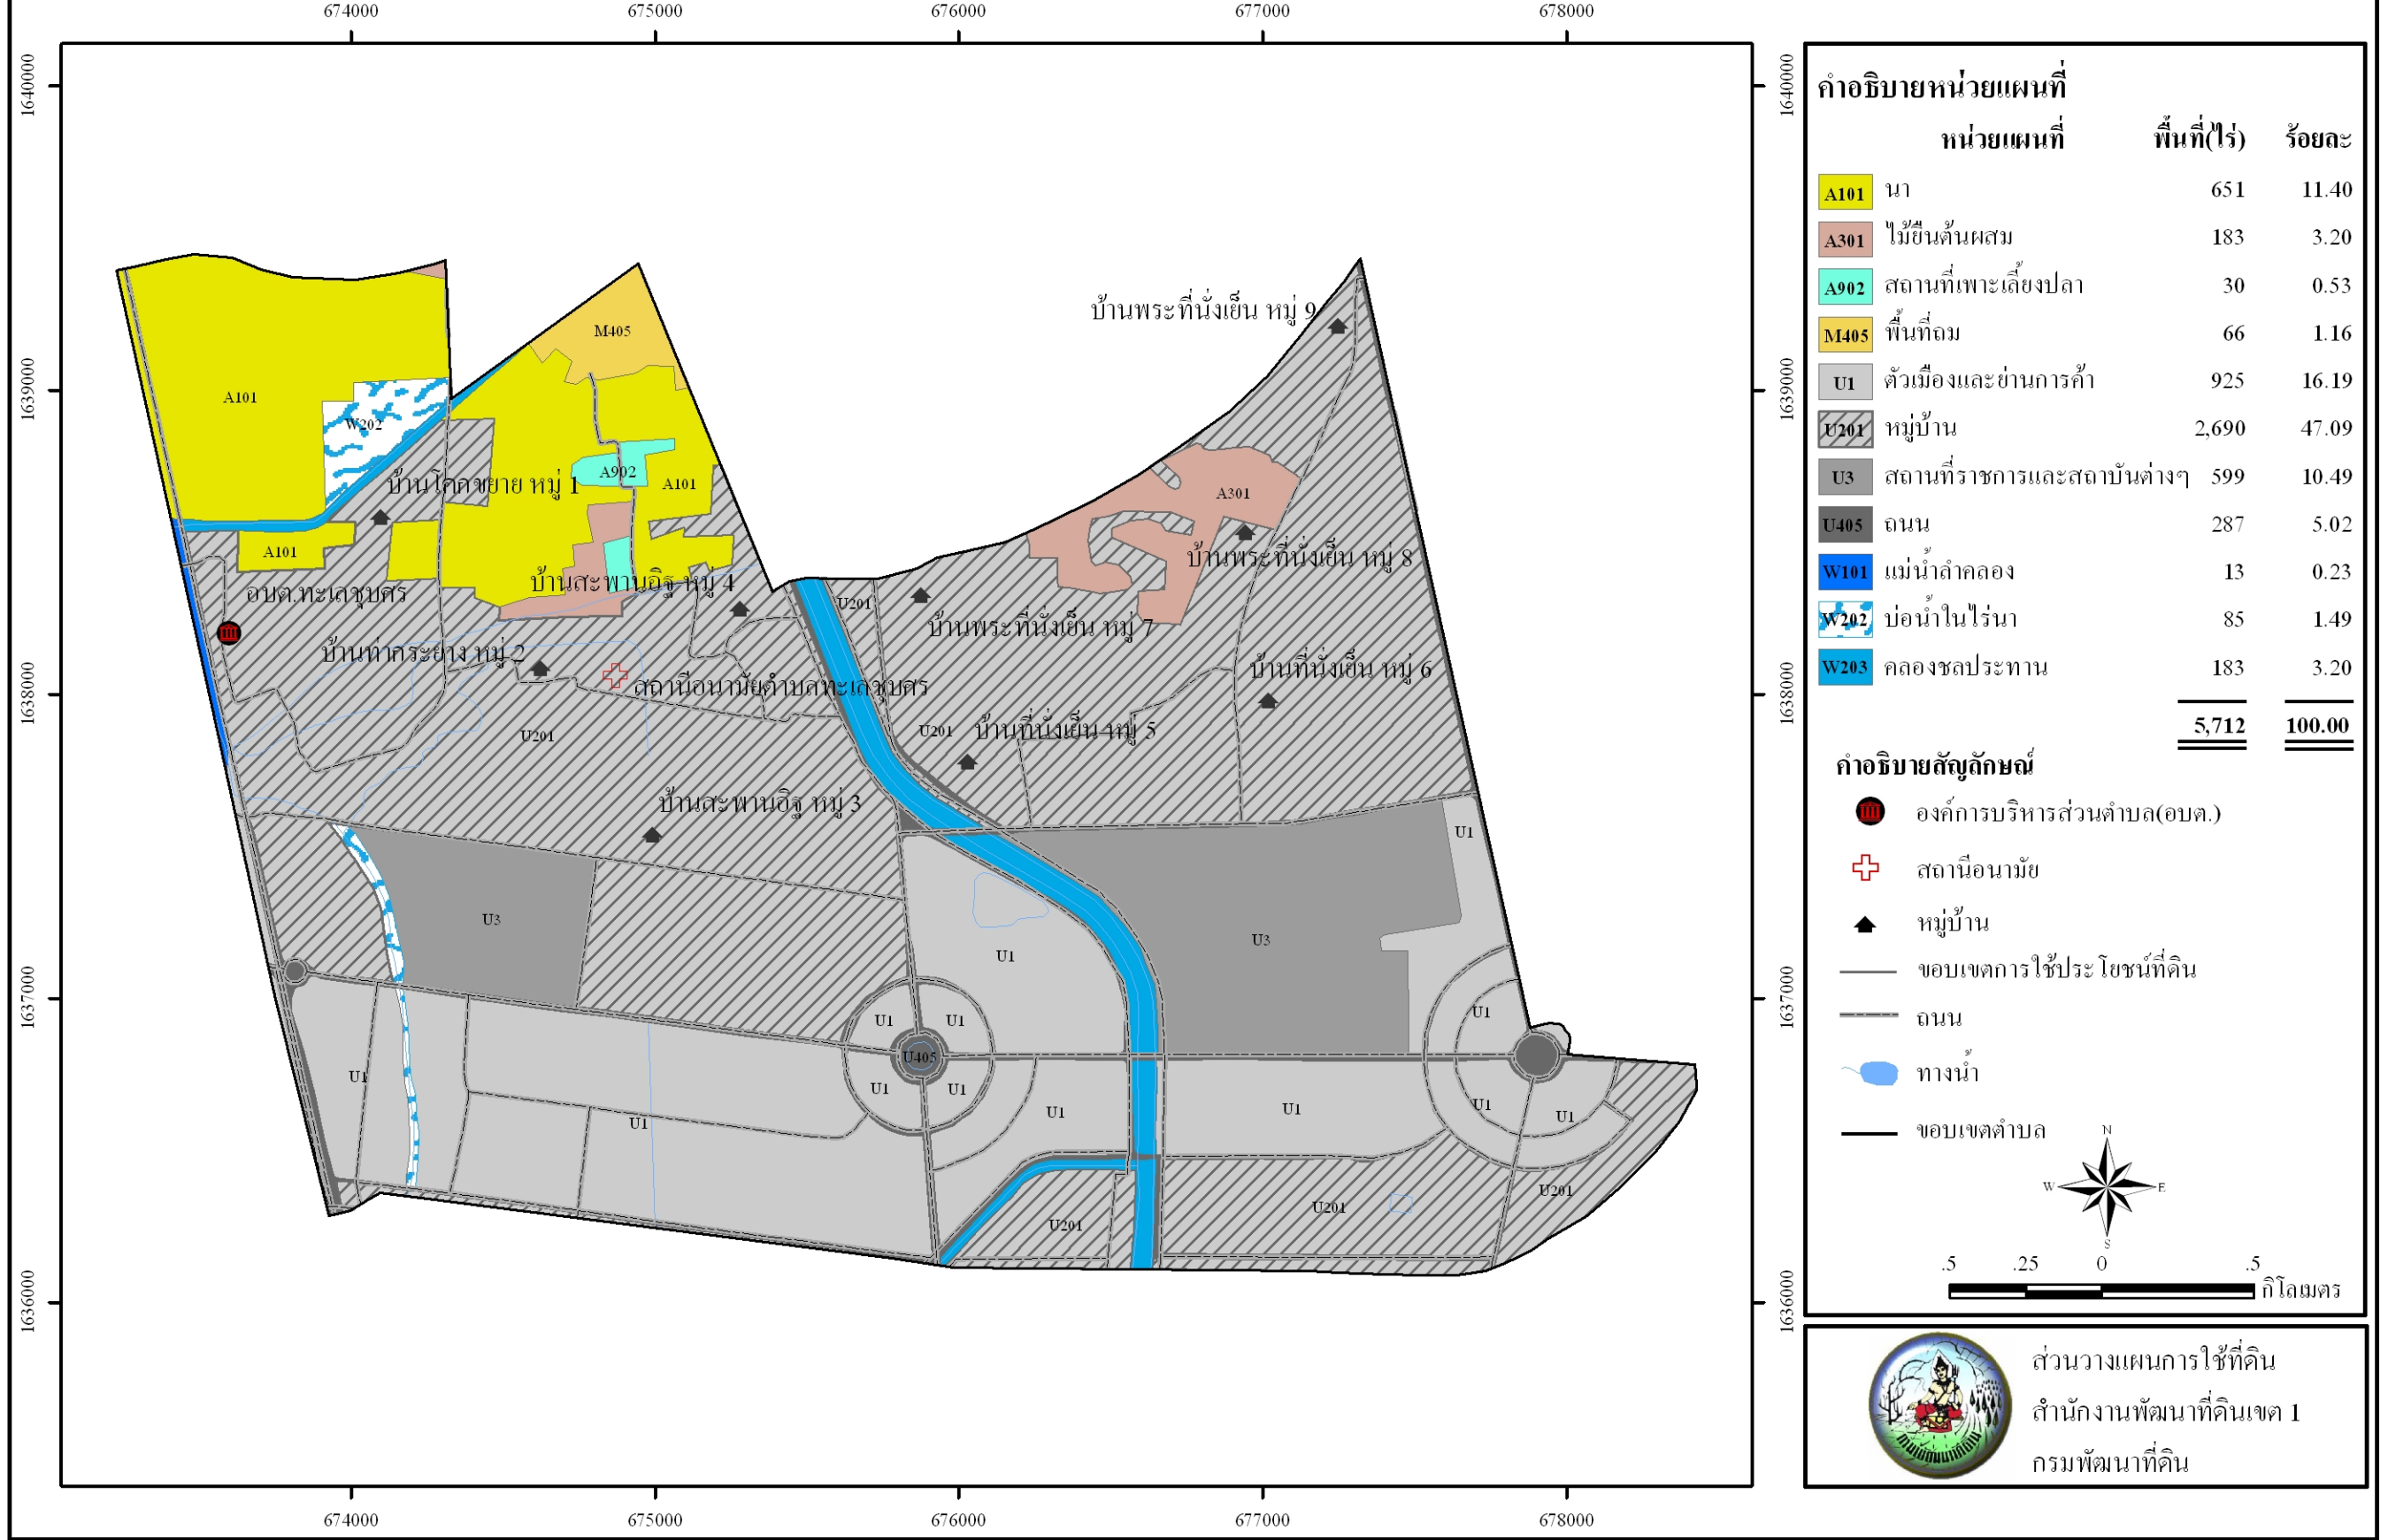 674000 675000 676000 677000 678000
1640000
1639000
1638000
1637000
1636000
1640000
1639000
1638000
1637000
1636000
M405
บ้านพระที่นั่งเย็น หมู่ 9
A101
W202
A902
A101
บ้านโคกขยาย หมู่ 1
A301
A101
บ้านพระที่นั่งเย็น หมู่ 8
บ้านสะพานอิฐ หมู่ 4
อบต.ทะเลชุบศร
U201
บ้านพระที่นั่งเย็น หมู่ 7
บ้านท่ากระยาง หมู่ 2
บ้านที่นั่งเย็น หมู่ 6
สถานีอนามัยตำบลทะเลชุบศร
U201
U201
บ้านที่นั่งเย็น หมู่ 5
บ้านสะพานอิฐ หมู่ 3
U1
U3
U3
U1
U1
U1
U1
U405
U1
U1
U1
U1
U1
U1
U1
U1
U201
U201
U201
674000 675000 676000 677000 678000
คำอธิบายหน่วยแผนที่
หน่วยแผนที่ พื้นที่(ไร่) ร้อยละ
A101 นา 651 11.40
A301 ไม้ยืนต้นผสม 183 3.20
A902 สถานที่เพาะเลี้ยงปลา 30 0.53
M405 พื้นที่ถม 66 1.16
U1 ตัวเมืองและย่านการค้า 925 16.19
U201 หมู่บ้าน 2,690 47.09
U3 สถานที่ราชการและสถาบันต่างๆ 599 10.49
U405 ถนน 287 5.02
W101 แม่น้ำลำคลอง 13 0.23
W202 บ่อน้ำในไร่นา 85 1.49
W203 คลองชลประทาน 183 3.20
5,712 100.00
คำอธิบายสัญลักษณ์
องค์การบริหารส่วนตำบล(อบต.)
สถานีอนามัย
หมู่บ้าน
ขอบเขตการใช้ประโยชน์ที่ดิน
ถนน
ทางน้ำ
ขอบเขตตำบล
N
W E
S
.5 .25 0 .5
กิโลเมตร
กรมพัฒนาที่ดิน
ส่วนวางแผนการใช้ที่ดิน
สำนักงานพัฒนาที่ดินเขต 1
กรมพัฒนาที่ดิน